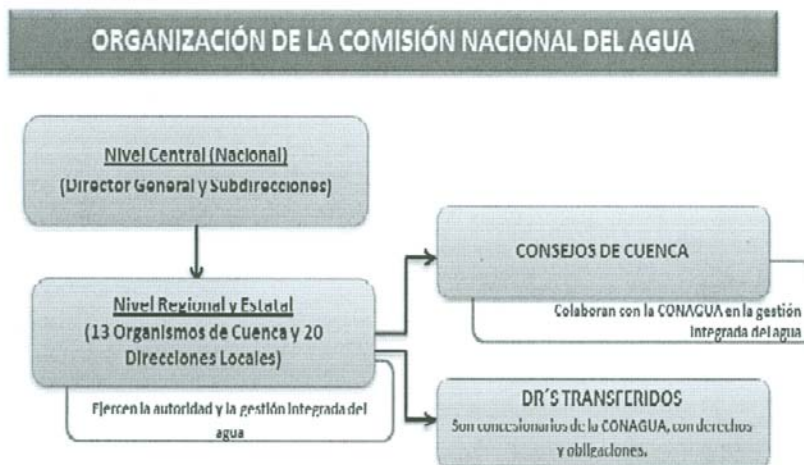 ORGANIZACIÓN DE LA COMISIÓN NACIONAL DEL AGUA
Nivel Central (Nacional)
(Director General y Subdirecciones)
Nivel Regional y Estatal
(13 Organismos de Cuenca y 20
Direcciones Locales)
Ejercen la autoridad y la gestión integrada del
agua
CONSEJOS DE CUENCA
Colaboran con la CONAGUA en la gestión
integrada del agua
DR´S TRANSFERIDOS
Son concesionarios de la CONAGUA, con derechos
y obligaciones.